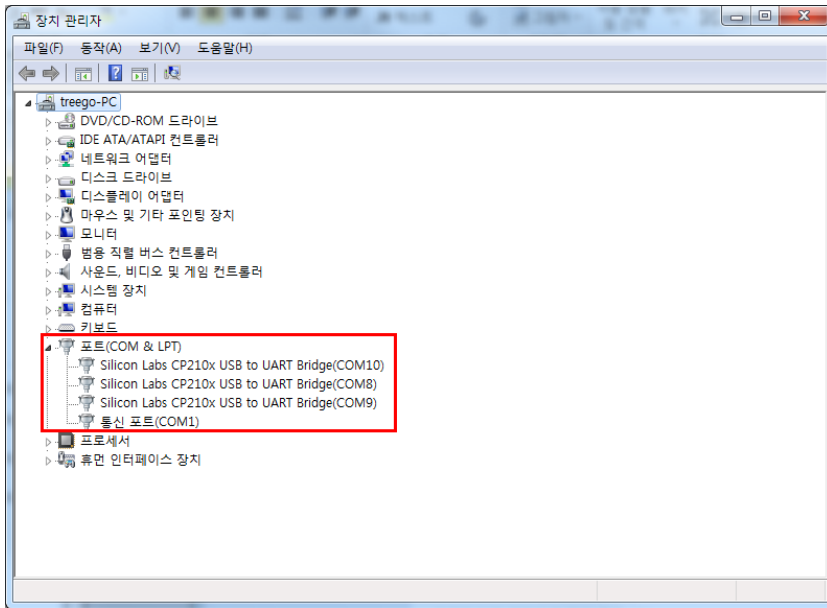 장치 관리자
파일(F) 동작(A) 보기(V) 도움말(H)
treego-PC
DVD/CD-ROM 드라이브
IDE ATA/ATAPI 컨트롤러
네트워크 어댑터
디스크 드라이브
디스플레이 어댑터
마우스 및 기타 포인팅 장치
모니터
범용 직렬 버스 컨트롤러
사운드, 비디오 및 게임 컨트롤러
시스템 장치
컴퓨터
키보드
포트(COM & LPT)
Silicon Labs CP210x USB to UART Bridge(COM10)
Silicon Labs CP210x USB to UART Bridge(COM8)
Silicon Labs CP210x USB to UART Bridge(COM9)
통신 포트(COM1)
프로세서
휴먼 인터페이스 장치